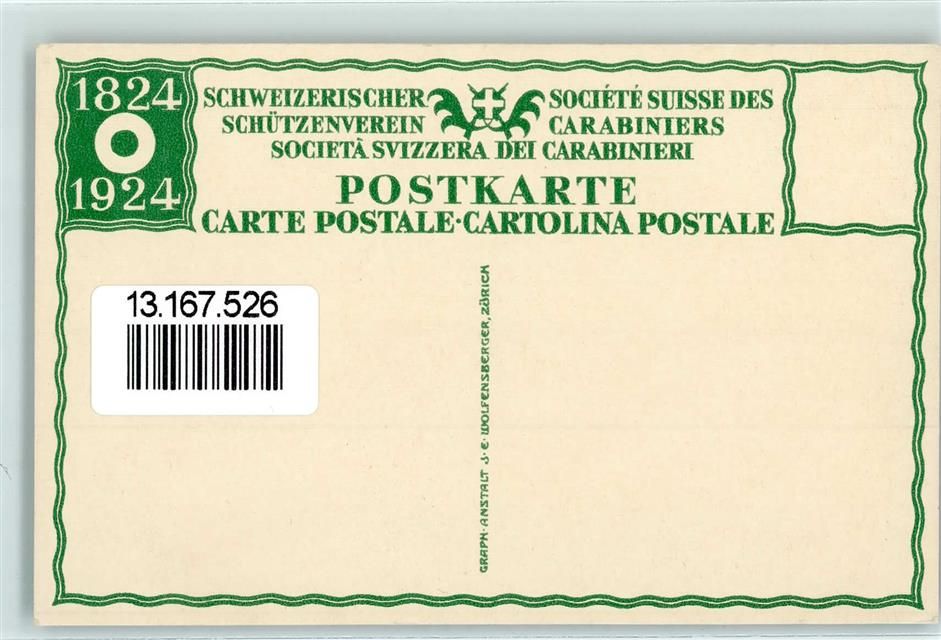 1824
1924
SCHWEIZERISCHER
SCHÜTZENVEREIN
SOCIÉTÉ SUISSE DES
CARABINIERS
SOCIETÀ SVIZZERA DEI CARABINIERI
POSTKARTE
CARTE POSTALE·CARTOLINA POSTALE
13.167.526
GRAPH·ANSTALT J·E·WOLFENSBERGER, ZÜRICH